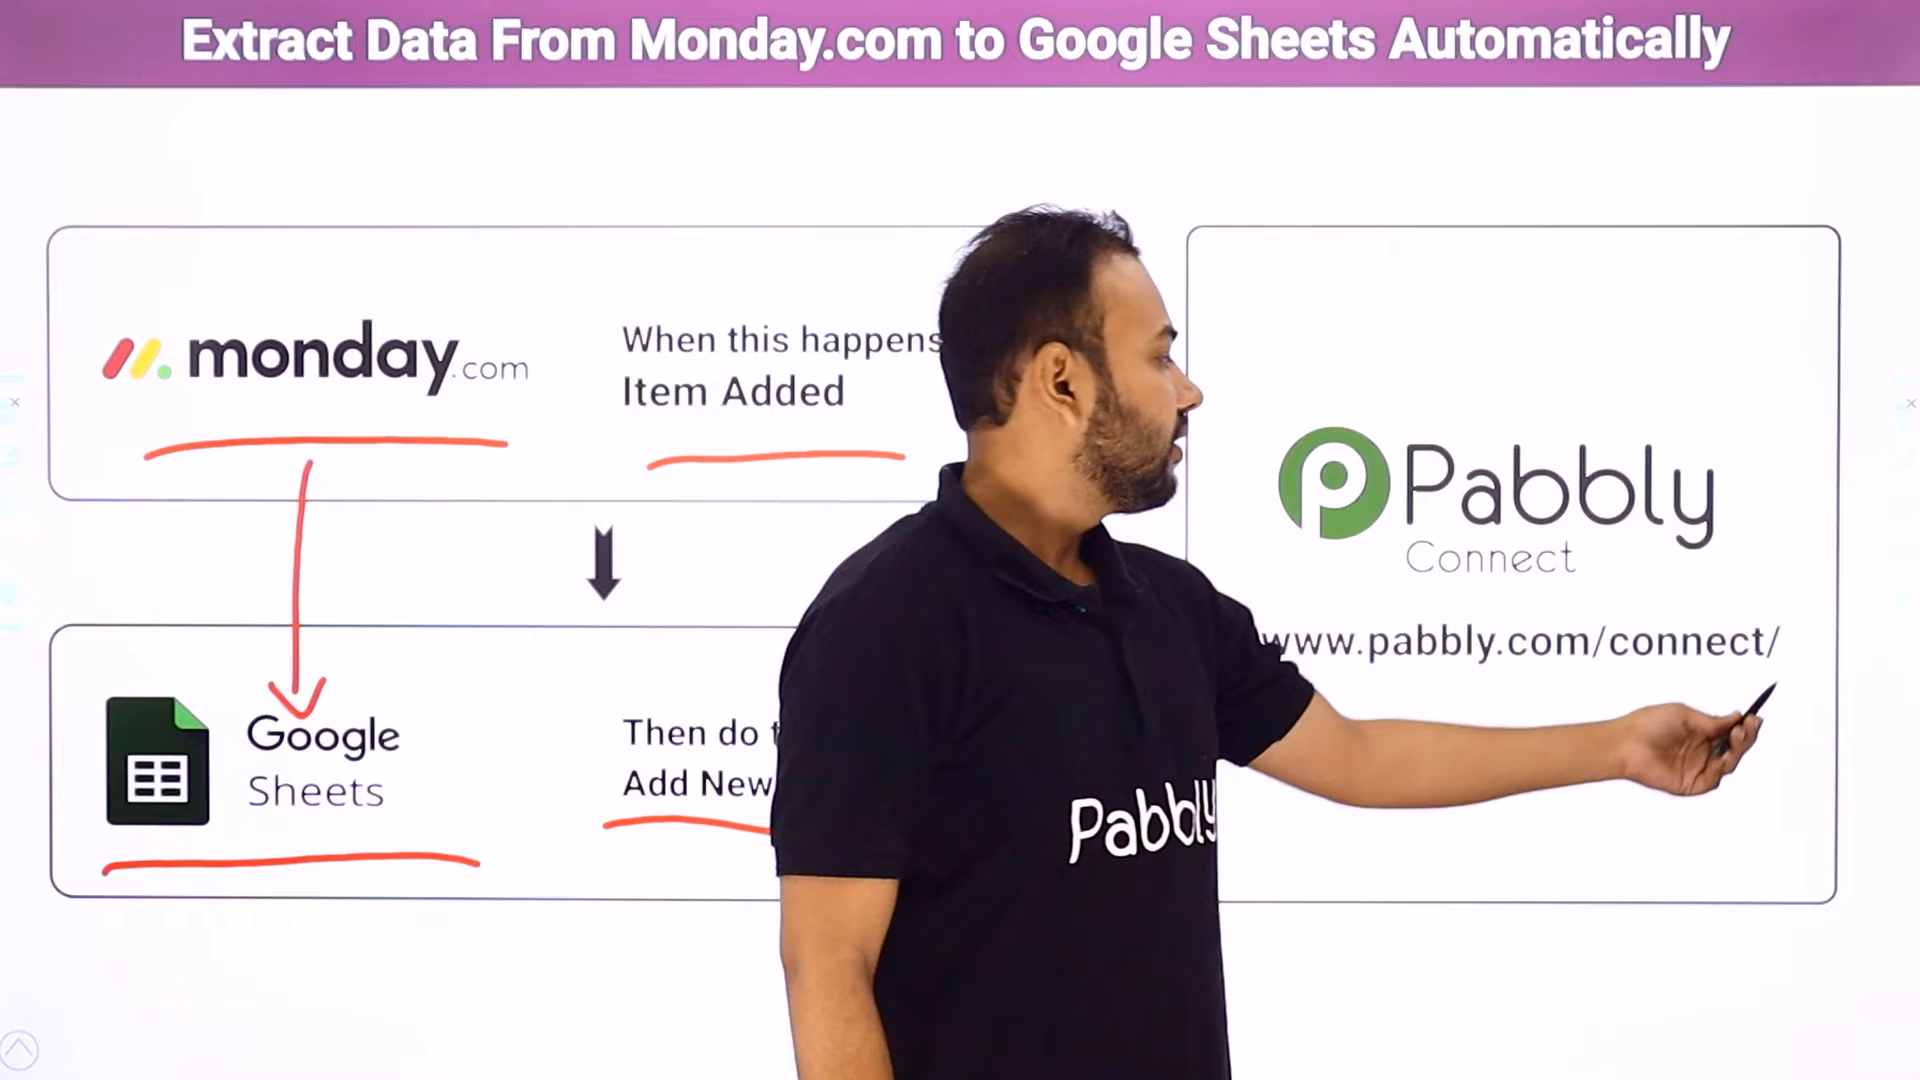 Extract Data From Monday.com to Google Sheets Automatically
monday.com
When this happens
Item Added
Google
Sheets
Then do
Add New
Pabbly
Connect
www.pabbly.com/connect/
Pabbly